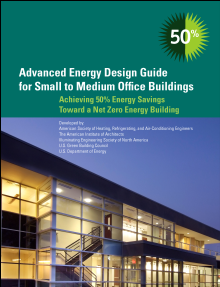 50%
Advanced Energy Design Guide
for Small to Medium Office Buildings
Achieving 50% Energy Savings
Toward a Net Zero Energy Building
Developed by:
American Society of Heating, Refrigerating, and Air-Conditioning Engineers
The American Institute of Architects
Illuminating Engineering Society of North America
U.S. Green Building Council
U.S. Department of Energy